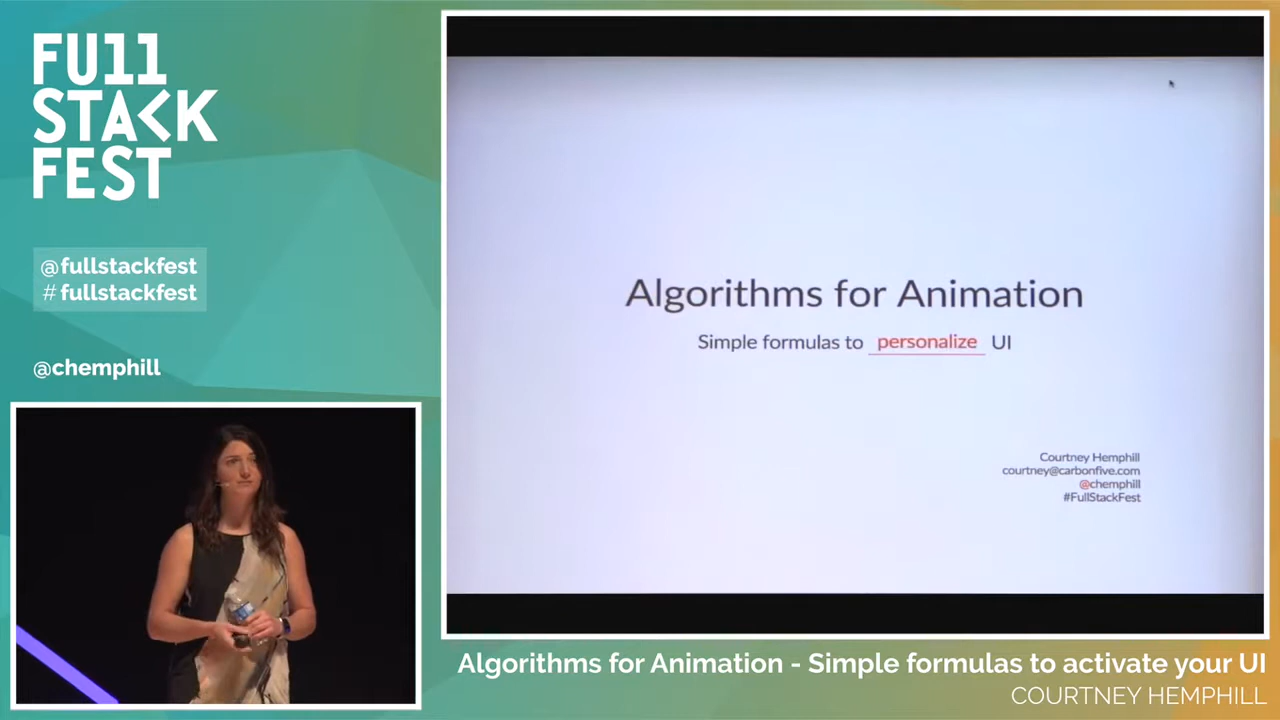 FU11
STACK
FEST
@fullstackfest
# fullstackfest
@chemphill
Algorithms for Animation
Simple formulas to personalize UI
Courtney Hemphill
courtney@carbonfive.com
@chemphill
#FullStackFest
Algorithms for Animation - Simple formulas to activate your UI
COURTNEY HEMPHILL